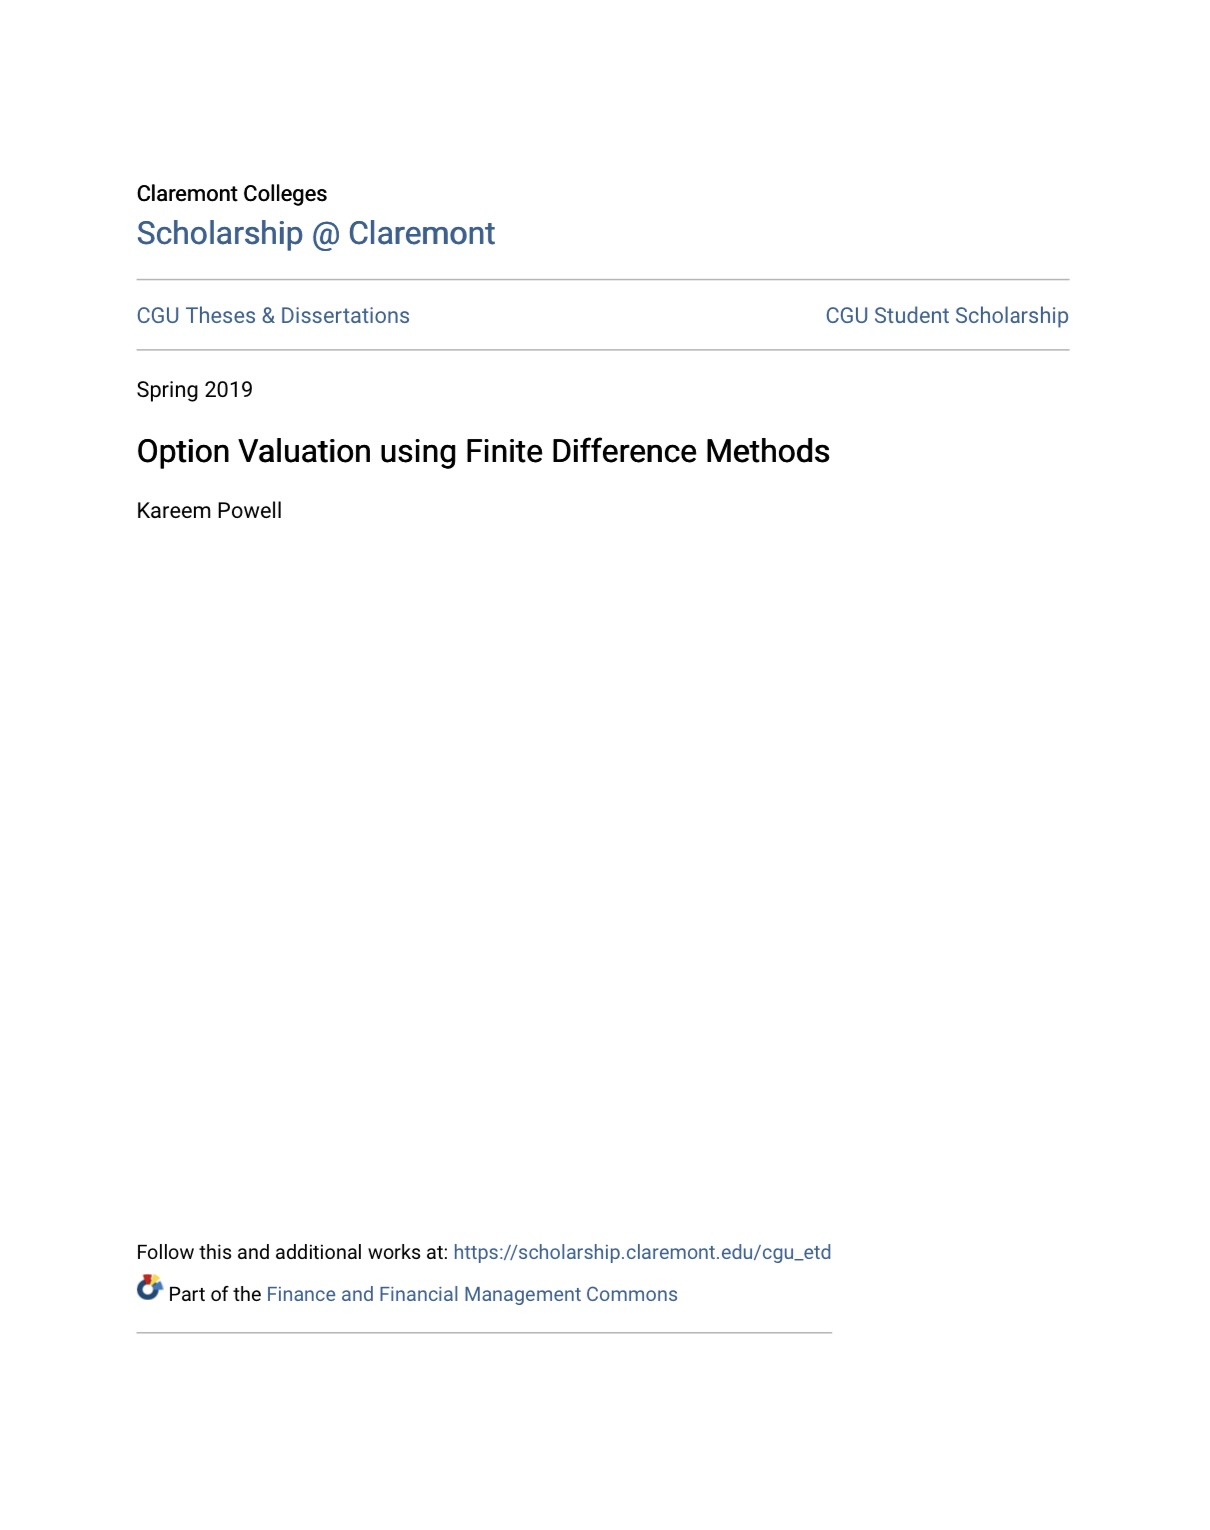 Claremont Colleges
Scholarship @ Claremont
CGU Theses & Dissertations
CGU Student Scholarship
Spring 2019
Option Valuation using Finite Difference Methods
Kareem Powell
Follow this and additional works at: https://scholarship.claremont.edu/cgu_etd
Part of the Finance and Financial Management Commons